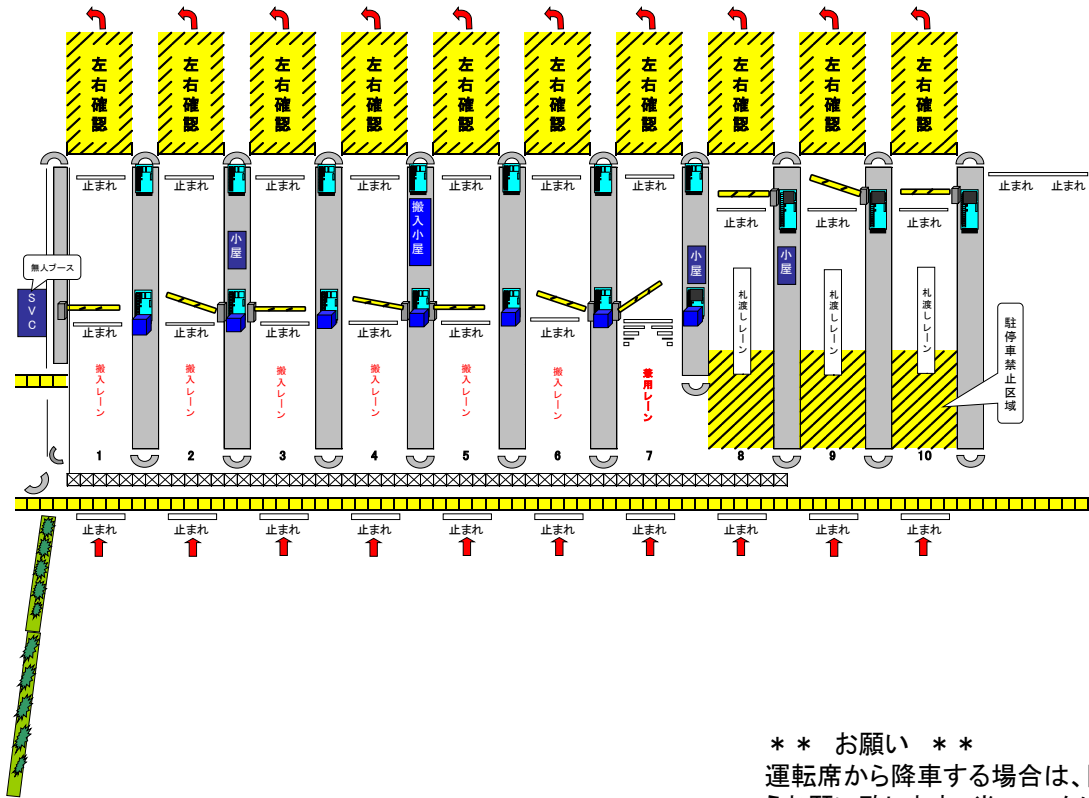 左右確認 左右確認 左右確認 左右確認 左右確認 左右確認 左右確認 左右確認 左右確認 左右確認
止まれ 止まれ 止まれ 止まれ 止まれ 止まれ 止まれ 止まれ 止まれ
搬入小屋
止まれ 止まれ 止まれ
小屋 小屋 小屋
無人ブース
SVC
札渡しレーン 札渡しレーン 札渡しレーン
駐停車禁止区域
止まれ 止まれ 止まれ 止まれ 止まれ 止まれ
搬入レーン 搬入レーン 搬入レーン 搬入レーン 搬入レーン 搬入レーン 兼用レーン
1 2 3 4 5 6 7 8 9 10
止まれ 止まれ 止まれ 止まれ 止まれ 止まれ 止まれ 止まれ 止まれ 止まれ
** お願い **
運転席から降車する場合は、